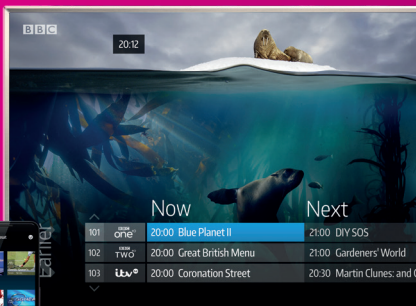 BBC
20:12
Now
Next
Earlier
101 BBC one 20:00 Blue Planet II 21:00 DIY SOS
102 BBC TWO 20:00 Great British Menu 21:00 Gardeners' World
103 itv 20:00 Coronation Street 20:30 Martin Clunes: and